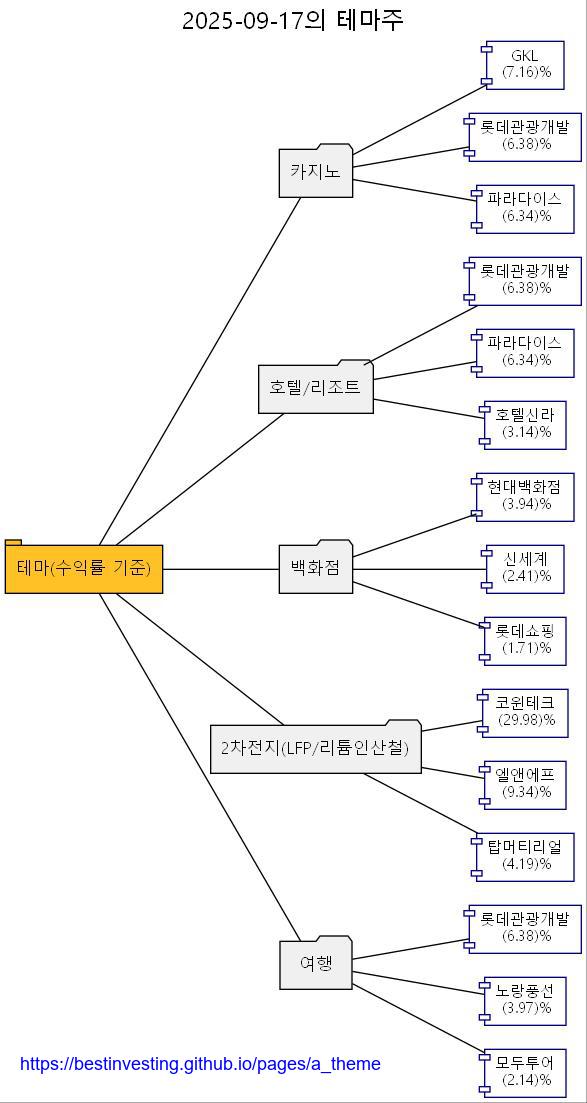 2025-09-17의 테마주
테마(수익률 기준)
카지노
GKL
(7.16)%
롯데관광개발
(6.38)%
파라다이스
(6.34)%
호텔/리조트
롯데관광개발
(6.38)%
파라다이스
(6.34)%
호텔신라
(3.14)%
백화점
현대백화점
(3.94)%
신세계
(2.41)%
롯데쇼핑
(1.71)%
2차전지(LFP/리튬인산철)
코윈테크
(29.98)%
엘앤에프
(9.34)%
탑머티리얼
(4.19)%
여행
롯데관광개발
(6.38)%
노랑풍선
(3.97)%
모두투어
(2.14)%
https://bestinvesting.github.io/pages/a_theme